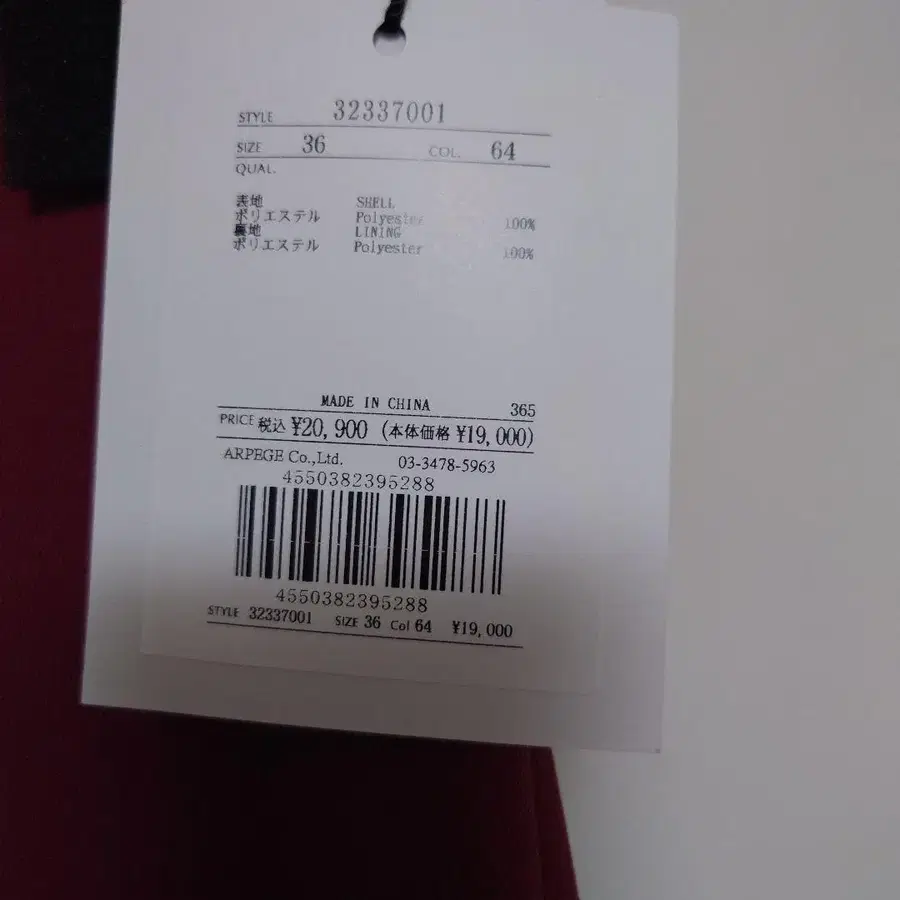 STYLE 32337001
SIZE 36 COL. 64
QUAL.
表地 SHELL
ポリエステル Polyester 100%
裏地 LINING
ポリエステル Polyester 100%
MADE IN CHINA 365
PRICE 税込 ¥20,900 (本体価格 ¥19,000)
ARPEGE Co.,Ltd. 03-3478-5963
4550382395288
4550382395288
STYLE 32337001 SIZE 36 Col 64 ¥19,000